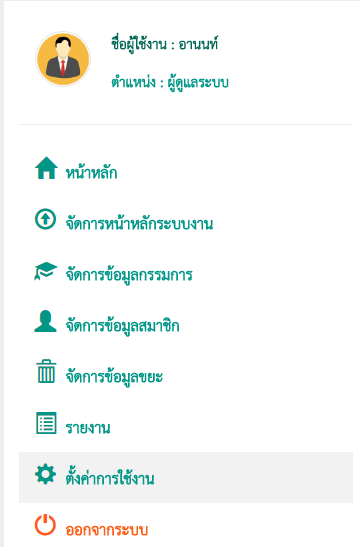 ชื่อผู้ใช้งาน : อานนท์
ตำแหน่ง : ผู้ดูแลระบบ
หน้าหลัก
จัดการหน้าหลักระบบงาน
จัดการข้อมูลกรรมการ
จัดการข้อมูลสมาชิก
จัดการข้อมูลขยะ
รายงาน
ตั้งค่าการใช้งาน
ออกจากระบบ